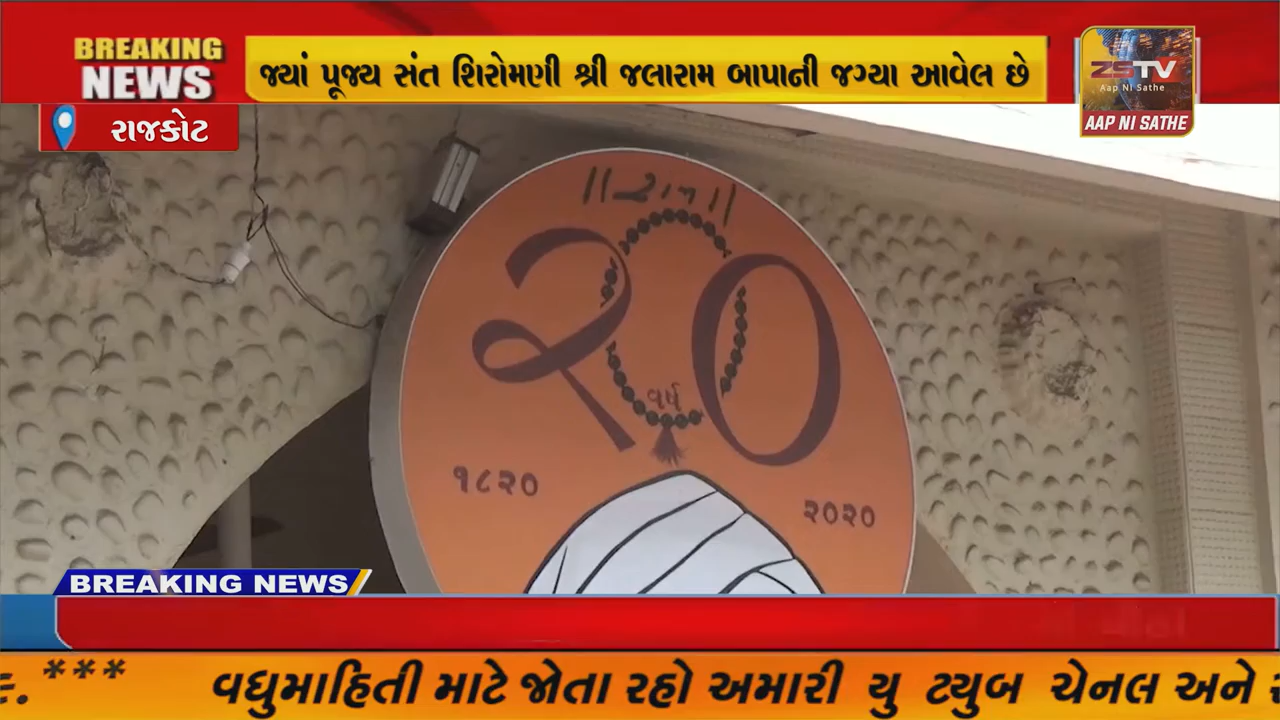 BREAKING
NEWS
જ્યાં પૂજ્ય સંત શિરોમણી શ્રી જલારામ બાપાની જગ્યા આવેલ છે
ZSTV
Aap Ni Sathe
AAP NI SATHE
રાજકોટ
||રામ||
૨૦૦
વર્ષ
૧૮૨૦
૨૦૨૦
BREAKING NEWS
*** વધુમાહિતી માટે જોતા રહો અમારી યુ ટ્યુબ ચેનલ અને